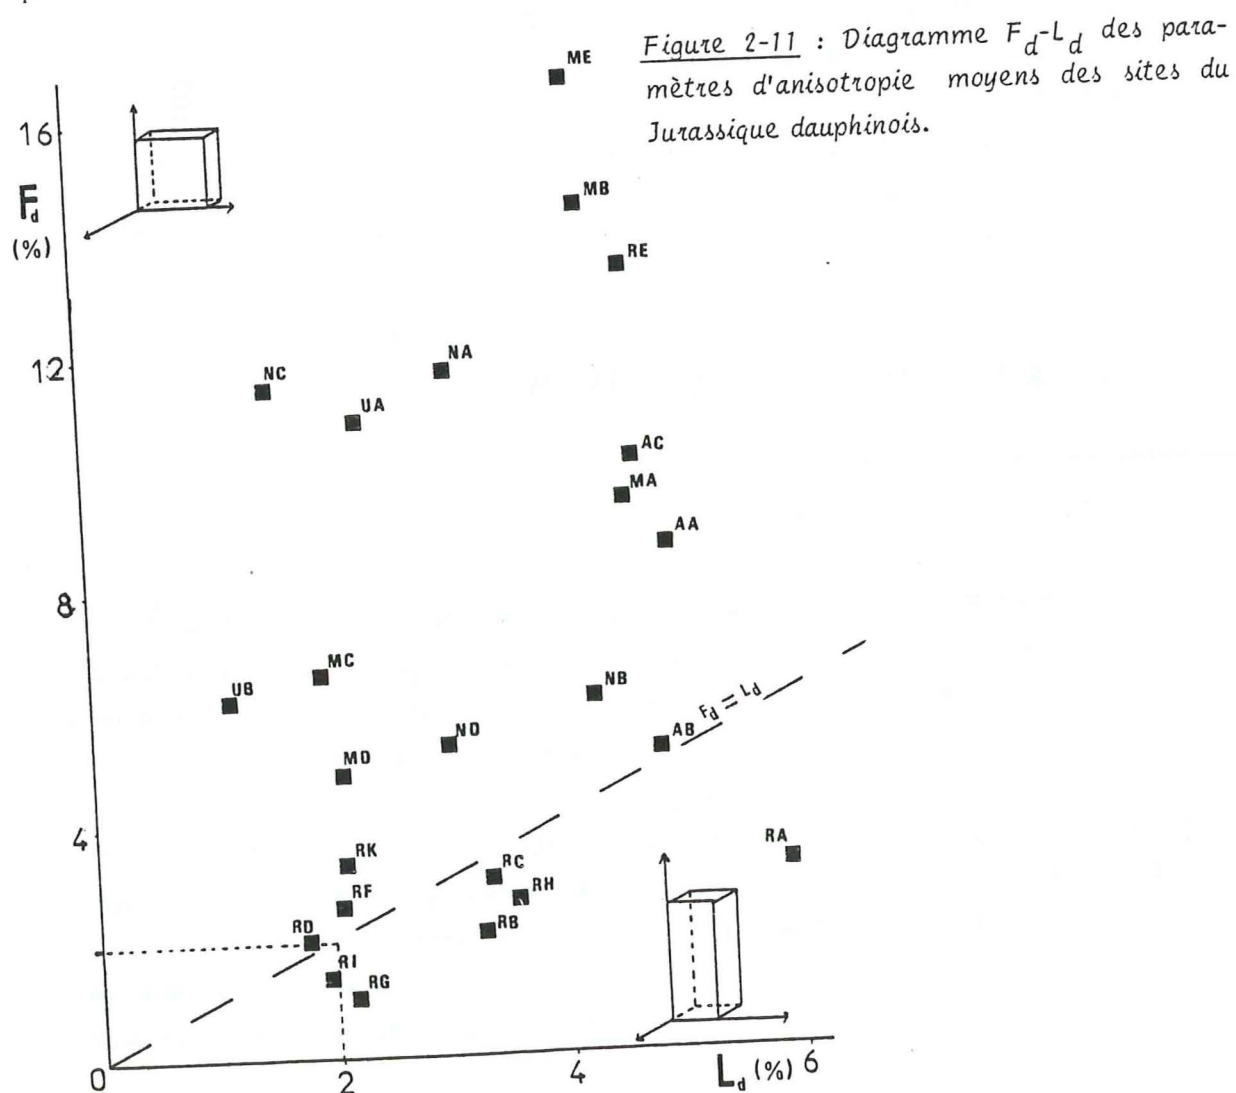 Figure 2-11 : Diagramme Fd-Ld des para-
mètres d'anisotropie moyens des sites du
Jurassique dauphinois.
ME
16
MB
Fd
(%)
RE
NA
12
NC
UA
AC
MA
AA
8
MC
NB
UB
Fd = Ld
ND
AB
MD
4
RA
RK
RC
RF
RH
RD
RB
RI
RG
0
2
4
Ld (%)
6